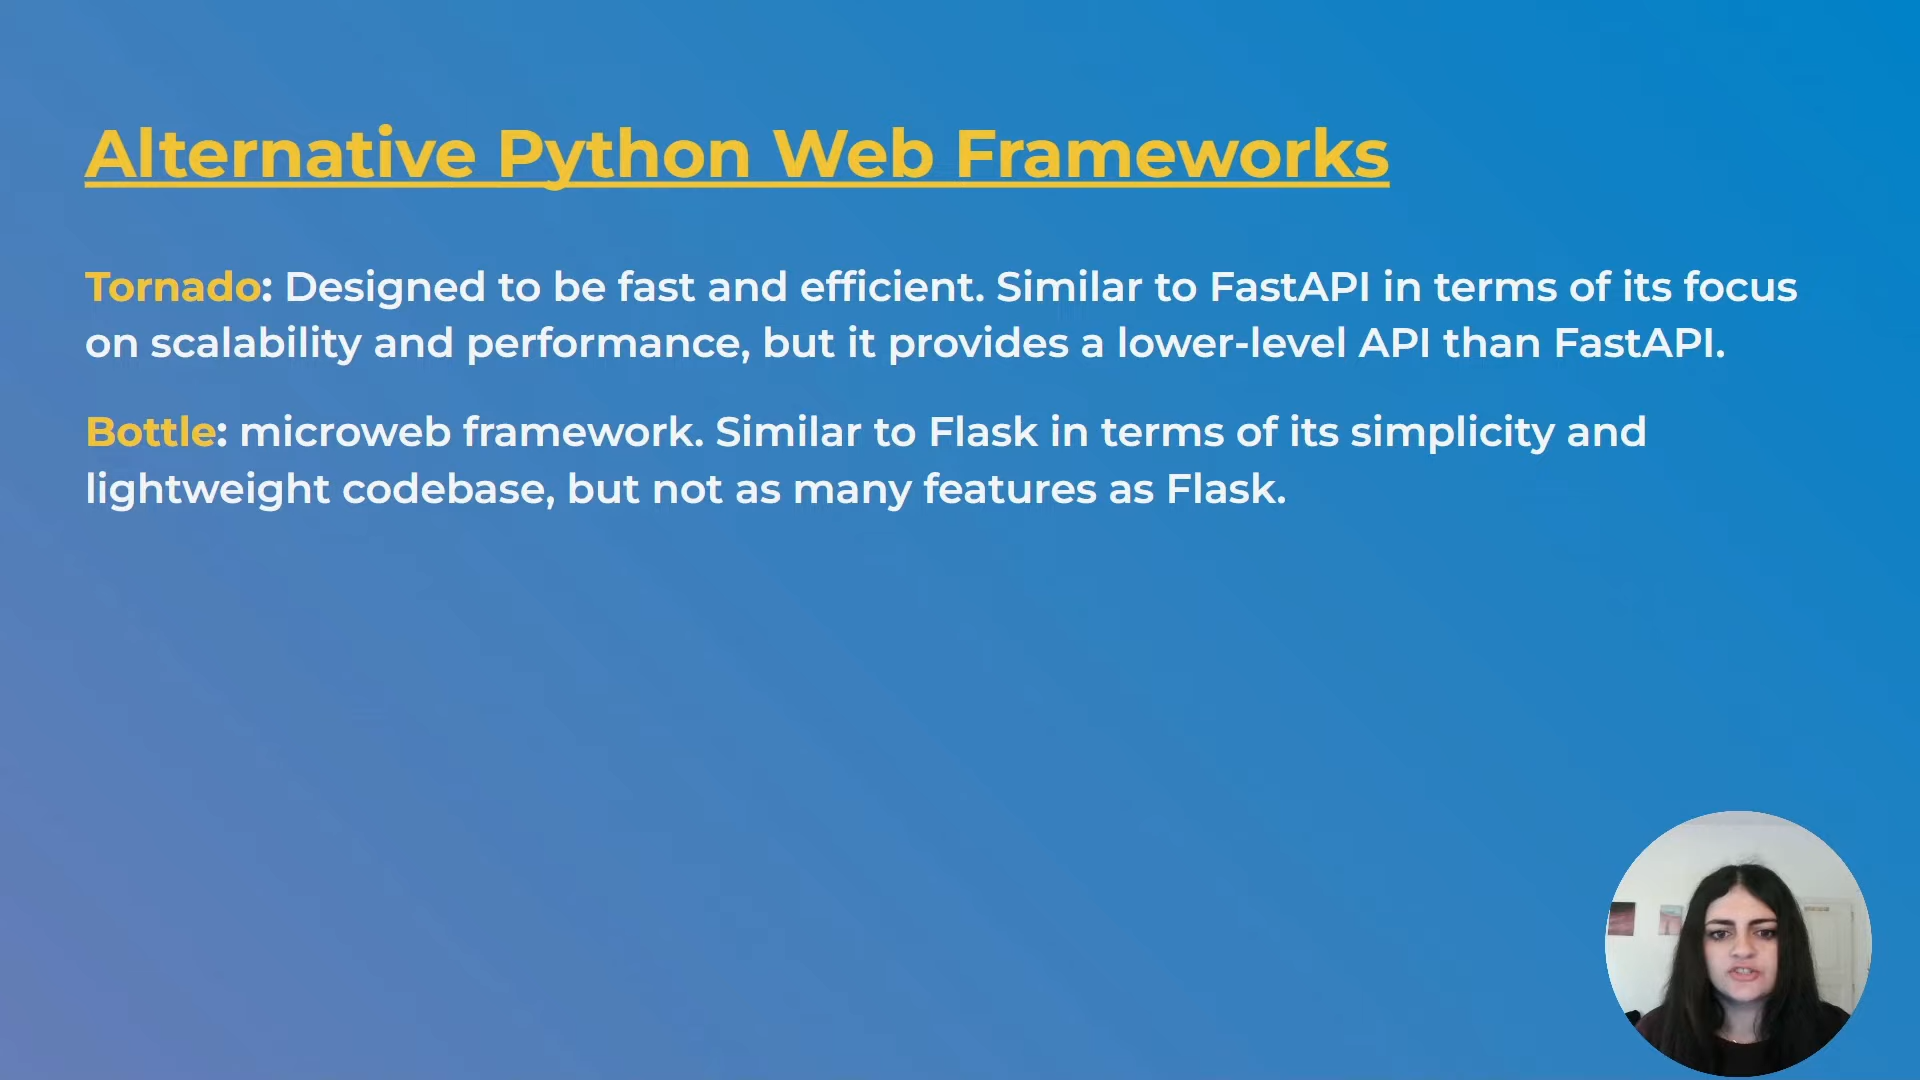 Alternative Python Web Frameworks
Tornado: Designed to be fast and efficient. Similar to FastAPI in terms of its focus
on scalability and performance, but it provides a lower-level API than FastAPI.
Bottle: microweb framework. Similar to Flask in terms of its simplicity and
lightweight codebase, but not as many features as Flask.